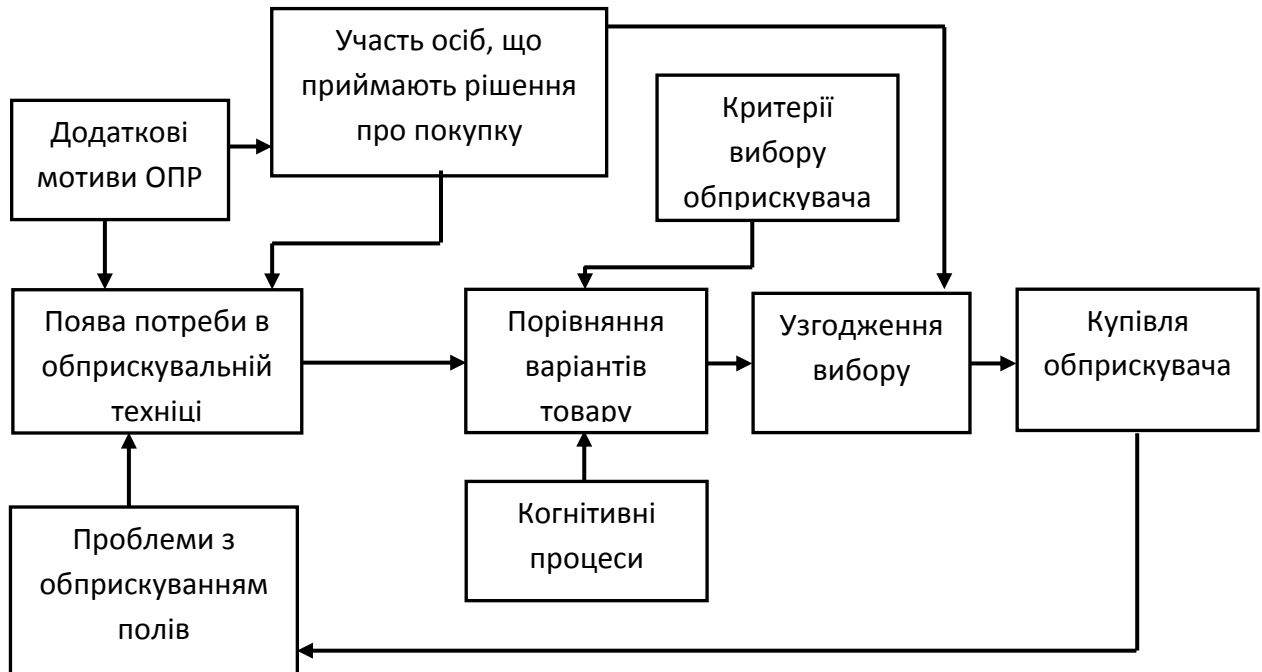 Участь осіб, що
приймають рішення
про покупку
Додаткові
мотиви ОПР
Критерії
вибору
обприскувача
Поява потреби в
обприскувальній
техніці
Порівняння
варіантів
товару
Узгодження
вибору
Купівля
обприскувача
Проблеми з
обприскуванням
полів
Когнітивні
процеси